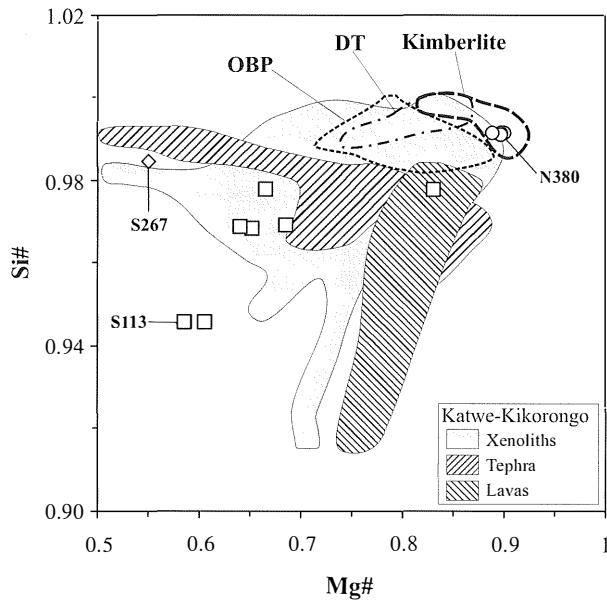 1.02
DT
Kimberlite
OBP
0.98
N380
S267
Si#
S113
0.94
Katwe-Kikorongo
Xenoliths
Tephra
Lavas
0.90
0.5 0.6 0.7 0.8 0.9 1
Mg#